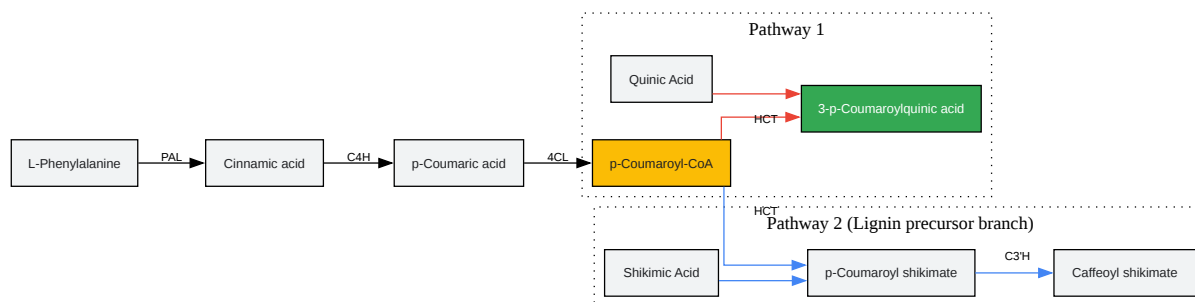 Pathway 1
Quinic Acid
3-p-Coumaroylquinic acid
HCT
L-Phenylalanine
PAL
Cinnamic acid
C4H
p-Coumaric acid
4CL
p-Coumaroyl-CoA
HCT
Pathway 2 (Lignin precursor branch)
Shikimic Acid
p-Coumaroyl shikimate
C3'H
Caffeoyl shikimate